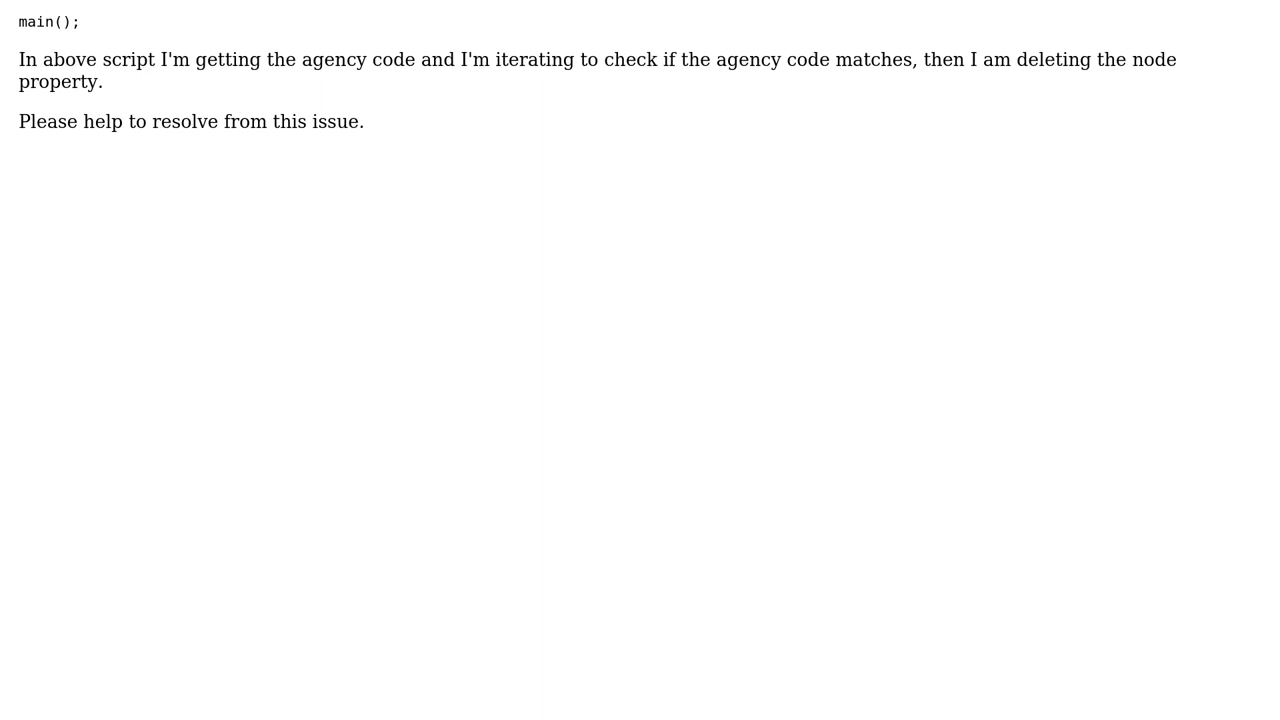 main();
In above script I'm getting the agency code and I'm iterating to check if the agency code matches, then I am deleting the node
property.
Please help to resolve from this issue.